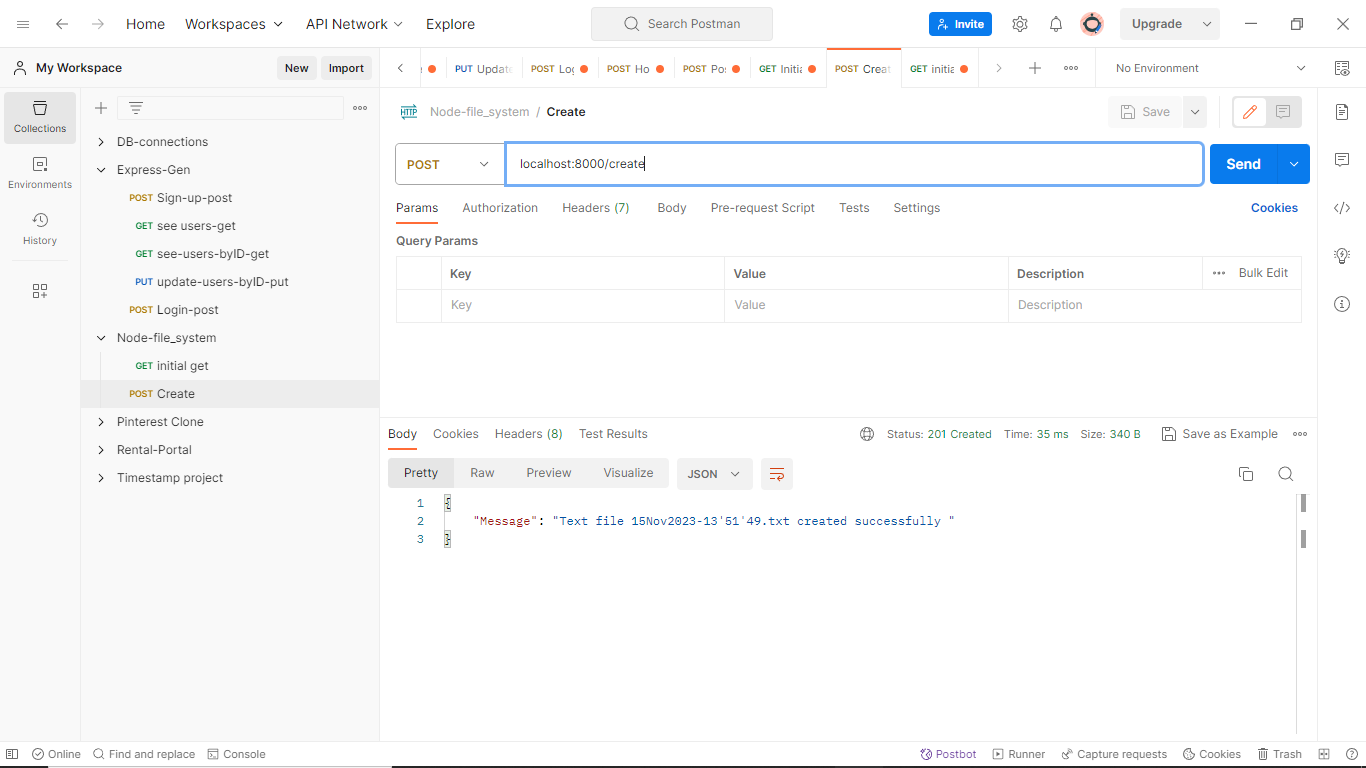 Home Workspaces API Network Explore Search Postman Invite Upgrade
My Workspace New Import
PUT Update POST Log POST Ho POST Pos GET Initia POST Creat GET initia No Environment
Node-file_system / Create Save
POST localhost:8000/create Send
Params Authorization Headers (7) Body Pre-request Script Tests Settings Cookies
Query Params
Key Value Description Bulk Edit
Key Value Description
Collections
Environments
History
DB-connections
Express-Gen
POST Sign-up-post
GET see users-get
GET see-users-byID-get
PUT update-users-byID-put
POST Login-post
Node-file_system
GET initial get
POST Create
Pinterest Clone
Rental-Portal
Timestamp project
Body Cookies Headers (8) Test Results Status: 201 Created Time: 35 ms Size: 340 B Save as Example
Pretty Raw Preview Visualize JSON
1 {
2 "Message": "Text file 15Nov2023-13'51'49.txt created successfully "
3 }
Online Find and replace Console Postbot Runner Capture requests Cookies Trash